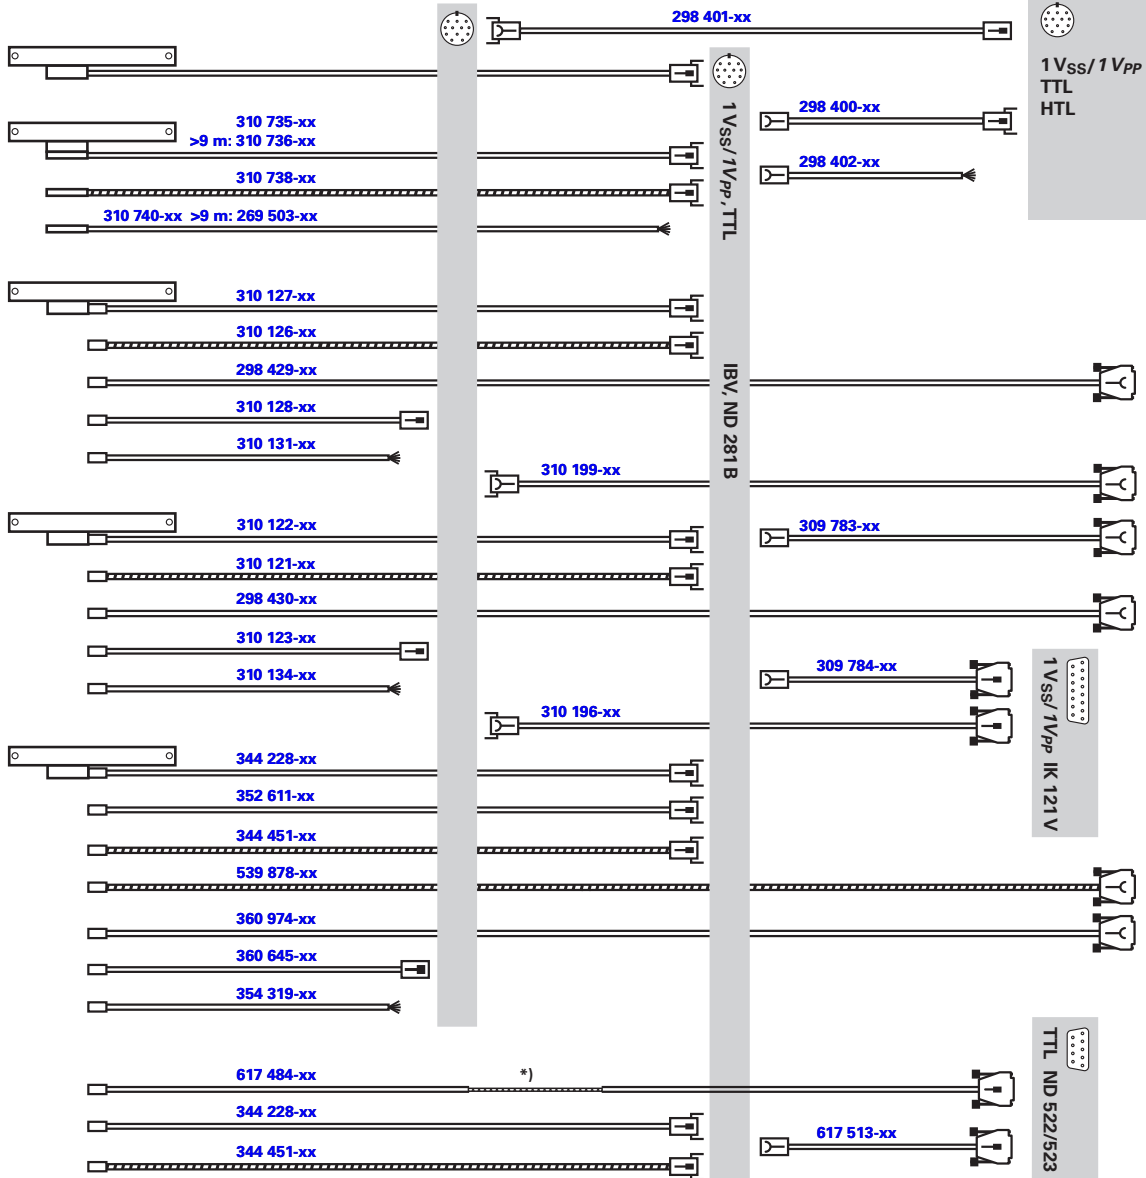 298 401-xx
1 VSS/1 VPP
TTL
HTL
310 735-xx
>9 m: 310 736-xx
298 400-xx
298 402-xx
310 738-xx
310 740-xx >9 m: 269 503-xx
1 VSS/1VPP, TTL
310 127-xx
310 126-xx
298 429-xx
310 128-xx
310 131-xx
IBV, ND 281 B
310 199-xx
310 122-xx
309 783-xx
310 121-xx
298 430-xx
310 123-xx
310 134-xx
309 784-xx
310 196-xx
1 VSS/1VPP IK 121 V
344 228-xx
352 611-xx
344 451-xx
539 878-xx
360 974-xx
360 645-xx
354 319-xx
617 484-xx
*)
344 228-xx
617 513-xx
344 451-xx
TTL ND 522/523